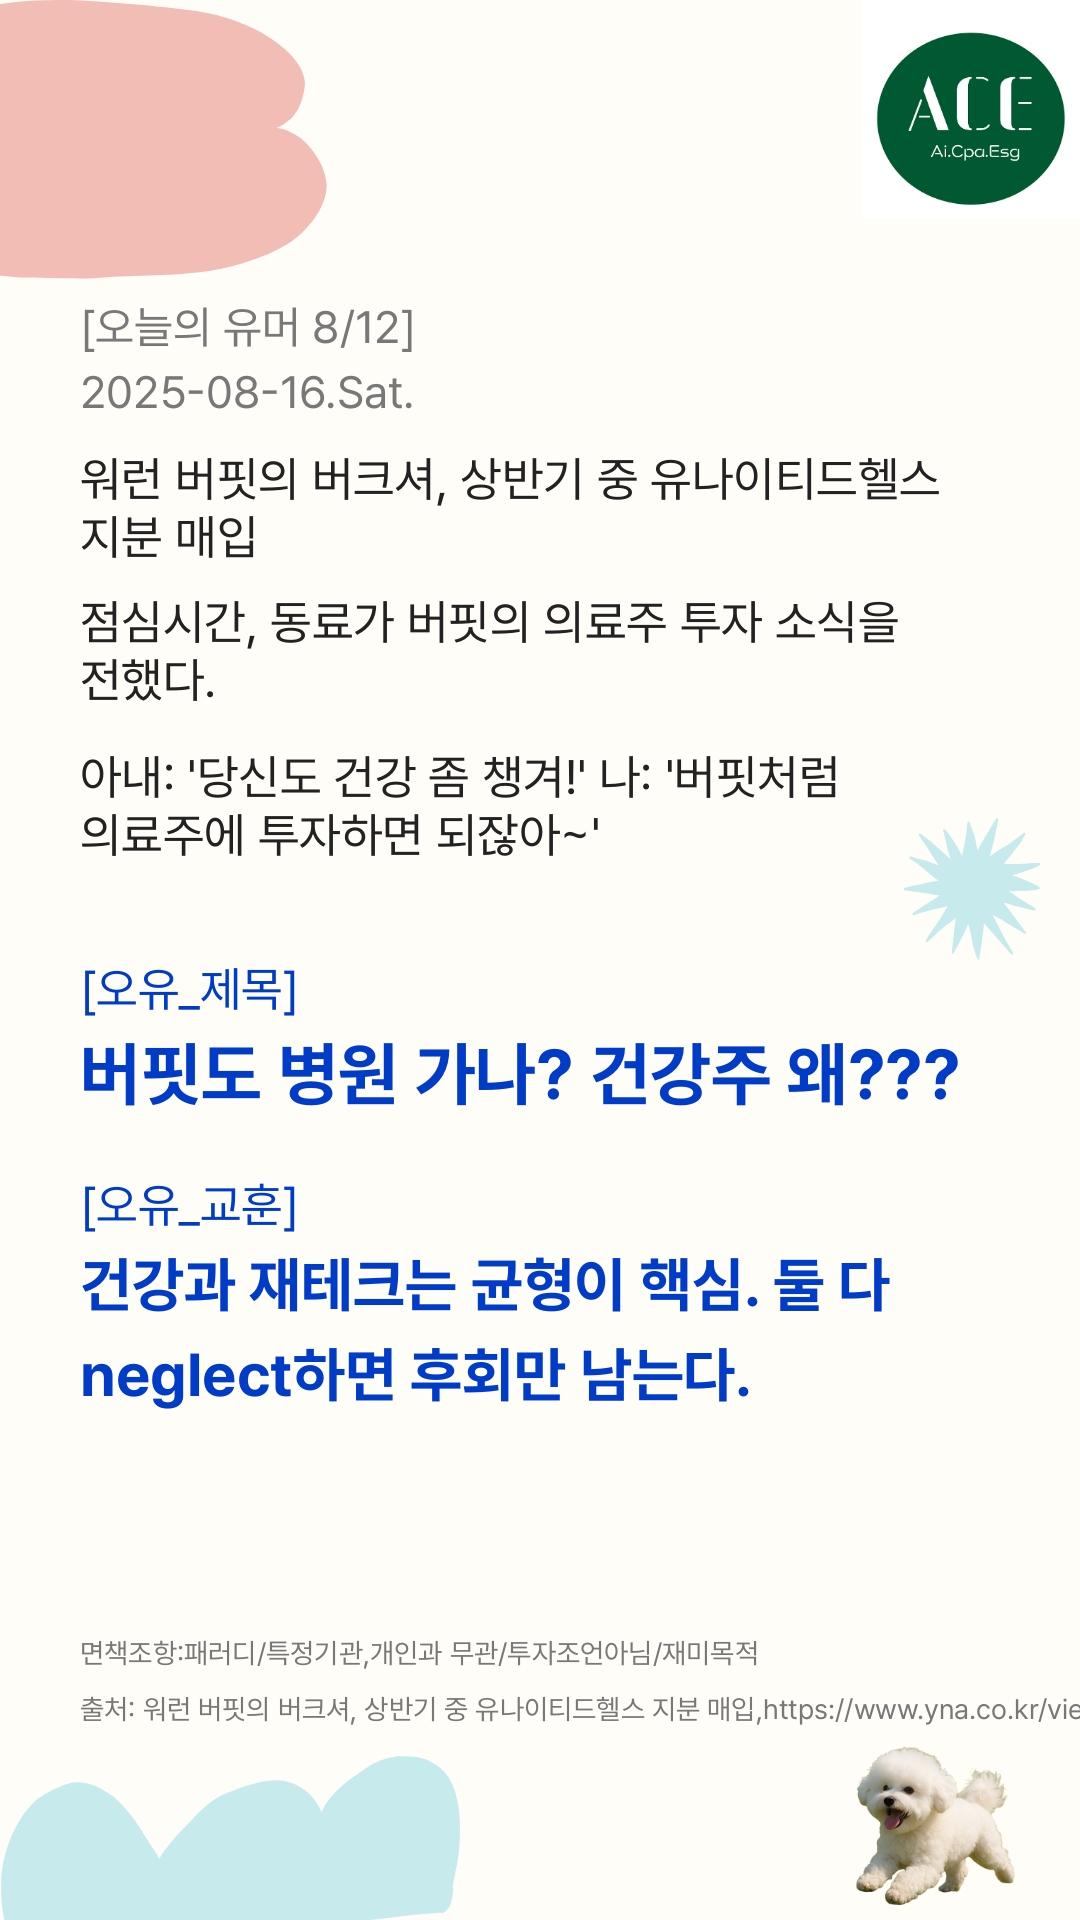 ACE
Ai.Cpa.Esg
[오늘의 유머 8/12]
2025-08-16.Sat.
워런 버핏의 버크셔, 상반기 중 유나이티드헬스
지분 매입
점심시간, 동료가 버핏의 의료주 투자 소식을
전했다.
아내: '당신도 건강 좀 챙겨!' 나: '버핏처럼
의료주에 투자하면 되잖아~'
[오유_제목]
버핏도 병원 가나? 건강주 왜???
[오유_교훈]
건강과 재테크는 균형이 핵심. 둘 다
neglect하면 후회만 남는다.
면책조항:패러디/특정기관,개인과 무관/투자조언아님/재미목적
출처: 워런 버핏의 버크셔, 상반기 중 유나이티드헬스 지분 매입,https://www.yna.co.kr/vie